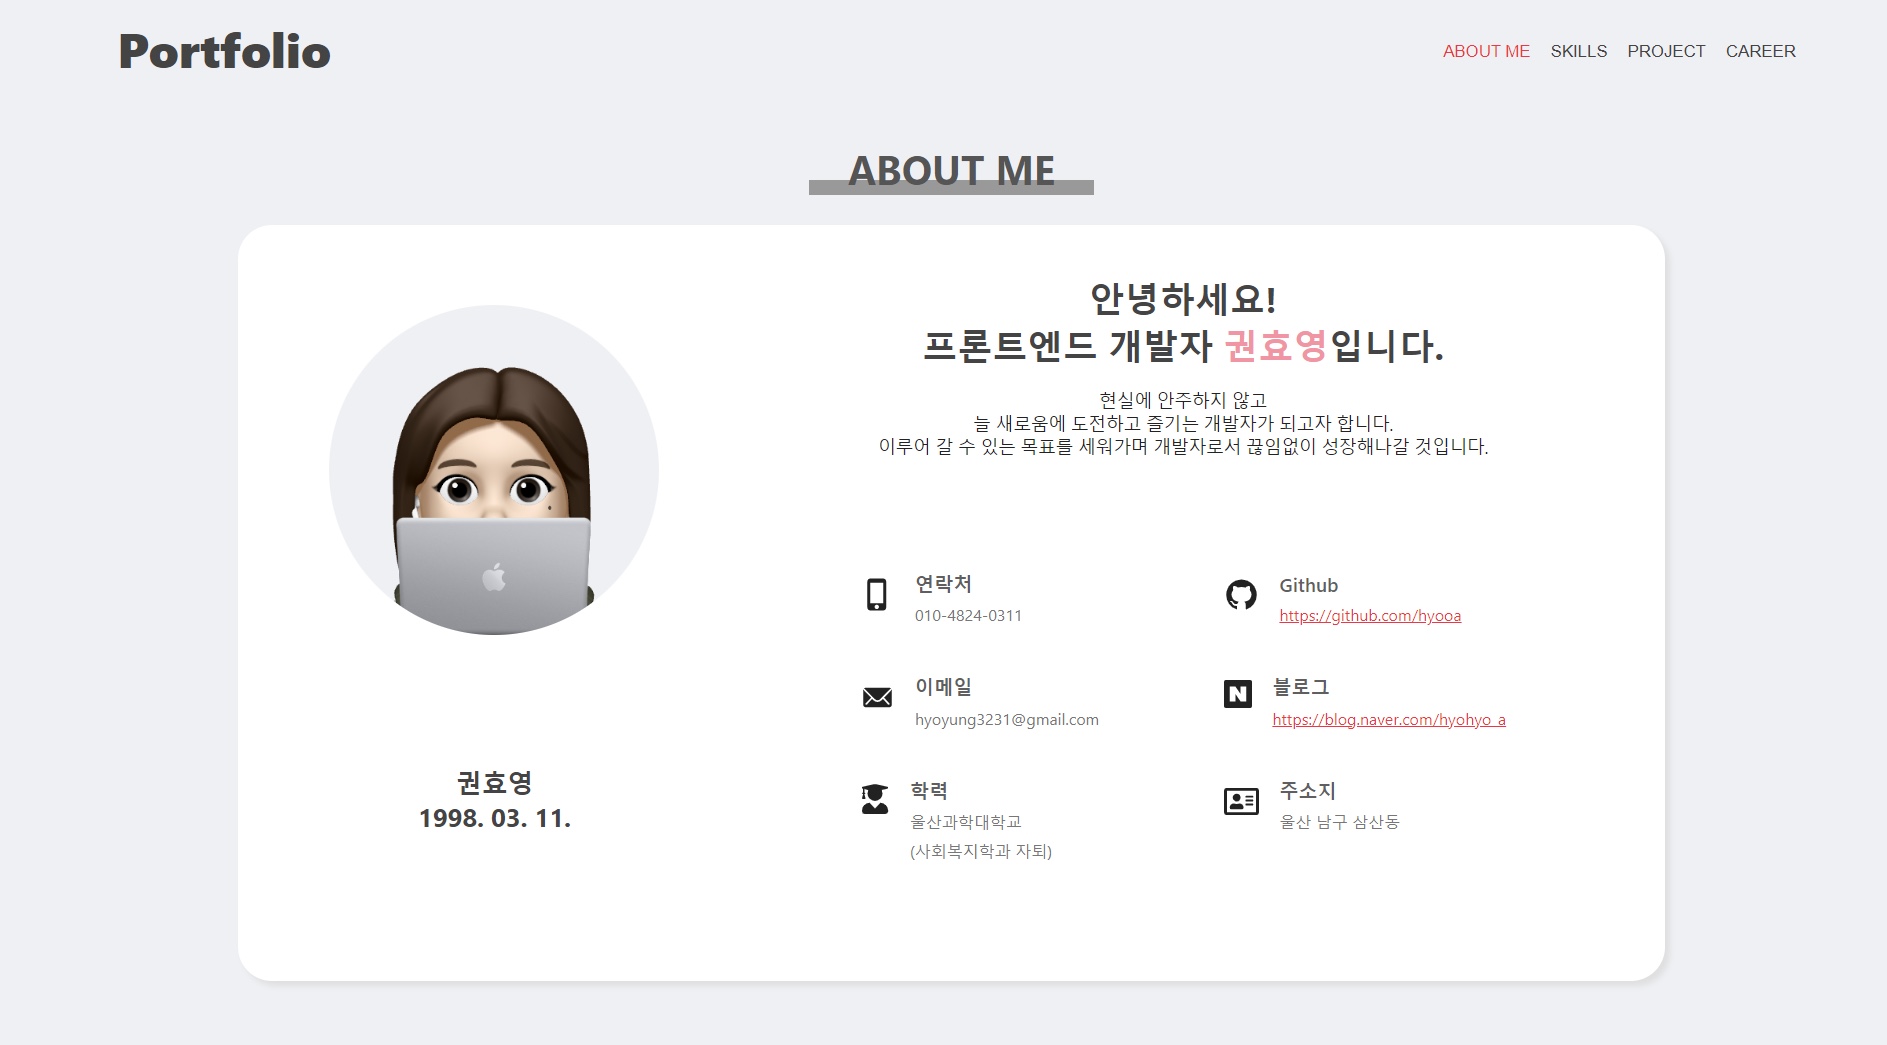 Portfolio
ABOUT ME SKILLS PROJECT CAREER
ABOUT ME
안녕하세요!
프론트엔드 개발자 권효영입니다.
현실에 안주하지 않고
늘 새로움에 도전하고 즐기는 개발자가 되고자 합니다.
이루어 갈 수 있는 목표를 세워가며 개발자로서 끊임없이 성장해나갈 것입니다.
권효영
1998. 03. 11.
연락처
010-4824-0311
Github
https://github.com/hyooa
이메일
hyoyung3231@gmail.com
N
블로그
https://blog.naver.com/hyohyo_a
학력
울산과학대학교
(사회복지학과 자퇴)
주소지
울산 남구 삼산동